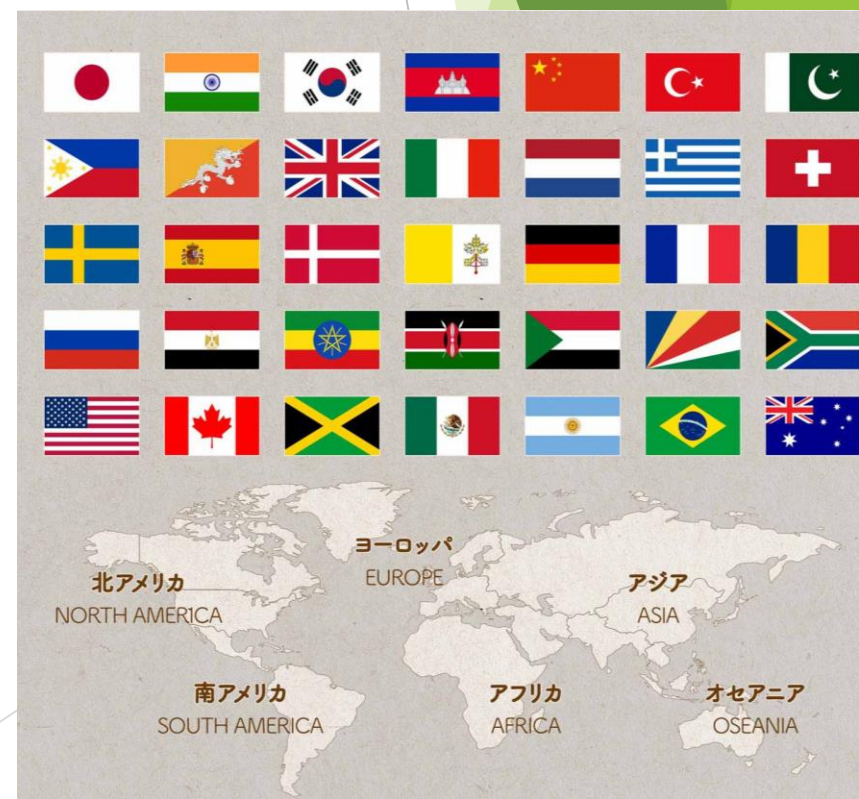 ヨーロッパ
EUROPE
北アメリカ
NORTH AMERICA
アジア
ASIA
南アメリカ
SOUTH AMERICA
アフリカ
AFRICA
オセアニア
OSEANIA